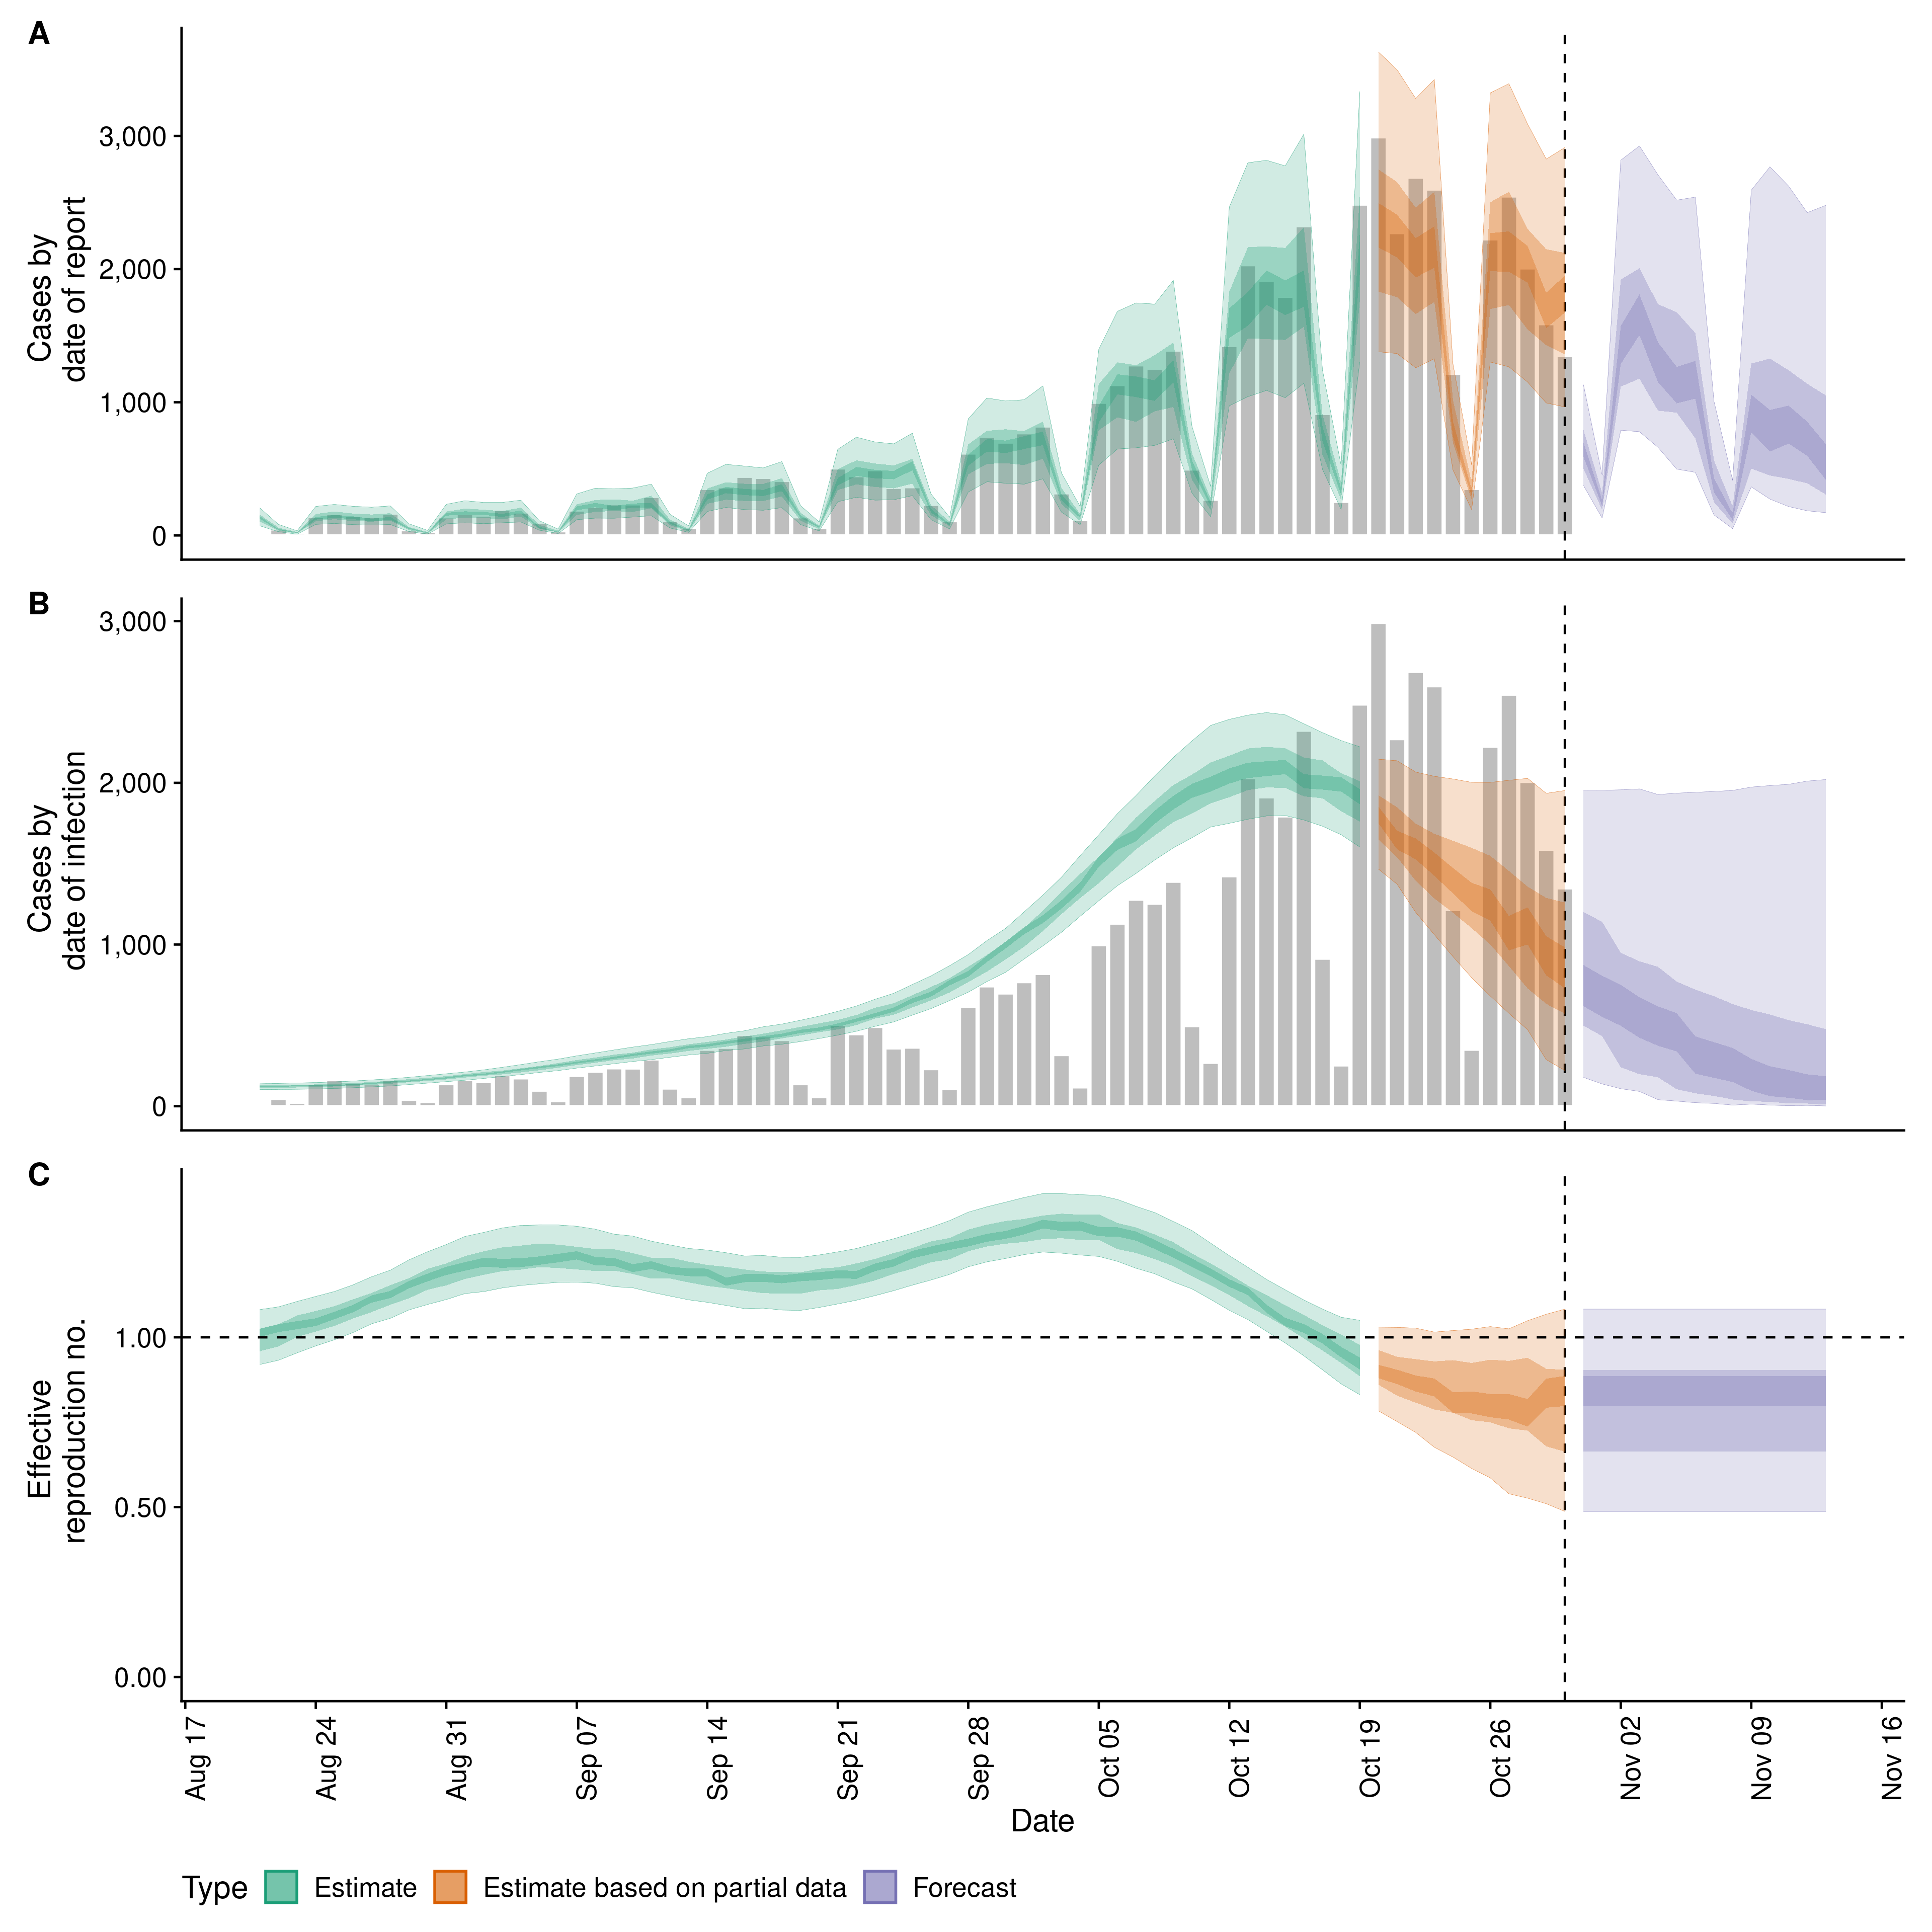 A
Cases by
date of report
3,000
2,000
1,000
0
B
Cases by
date of infection
3,000
2,000
1,000
0
C
Effective
reproduction no.
1.00
0.50
0.00
Aug 17
Aug 24
Aug 31
Sep 07
Sep 14
Sep 21
Sep 28
Oct 05
Oct 12
Oct 19
Oct 26
Nov 02
Nov 09
Nov 16
Date
Type Estimate Estimate based on partial data Forecast